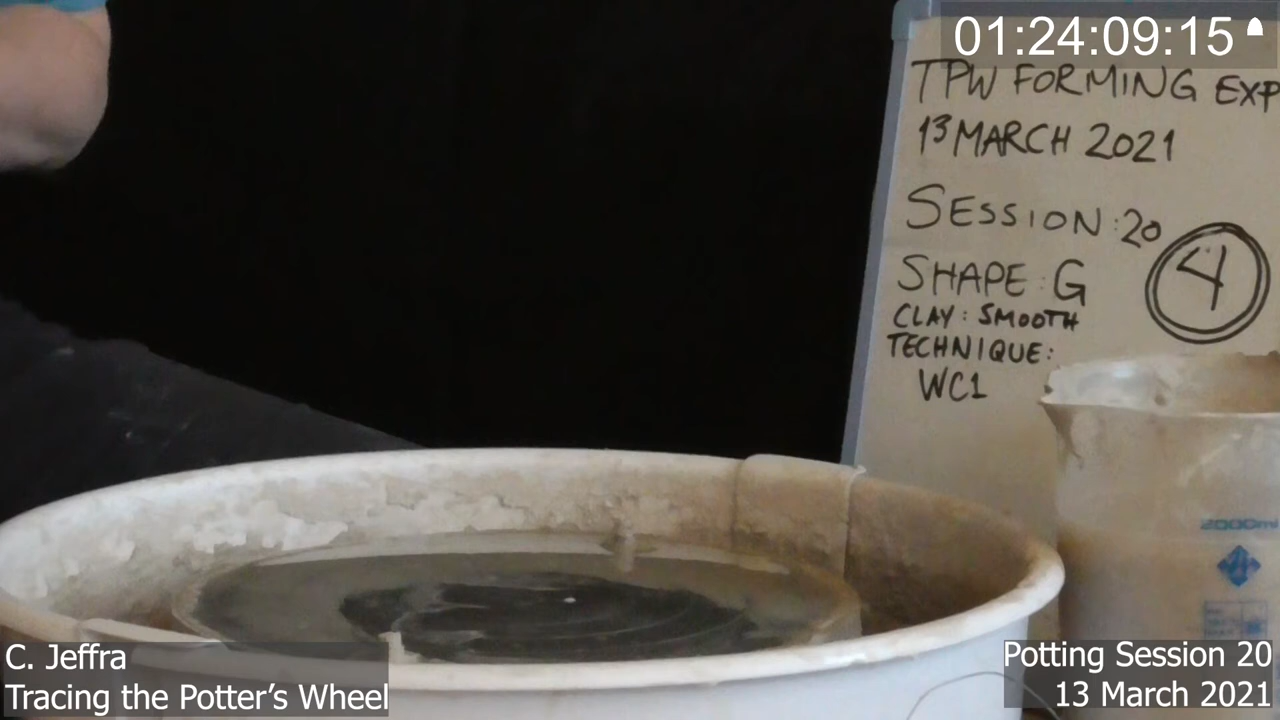 01:24:09:15
TPW FORMING EXP
13 MARCH 2021
SESSION: 20
4
SHAPE: G
CLAY: SMOOTH
TECHNIQUE:
WC1
2000ml
C. Jeffra
Tracing the Potter's Wheel
Potting Session 20
13 March 2021